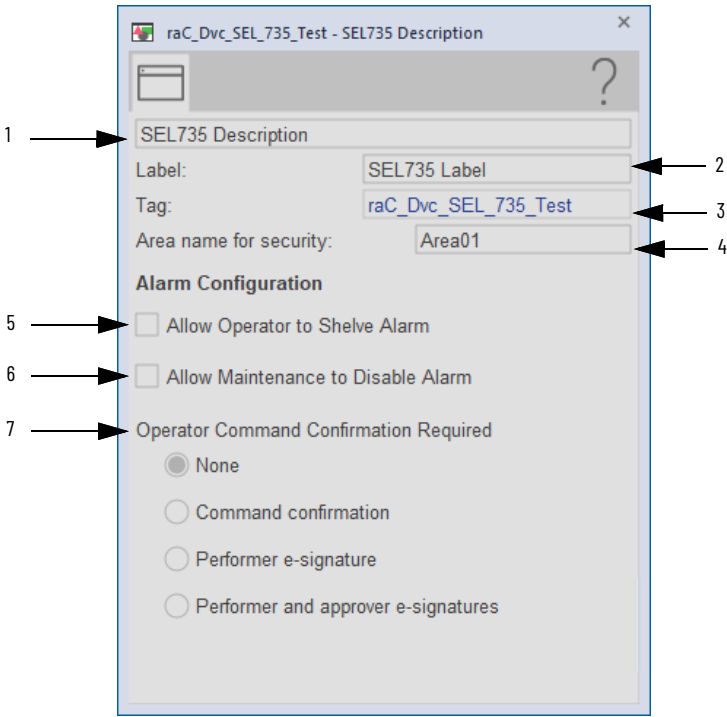 raC_Dvc_SEL_735_Test - SEL735 Description ×
?
1 SEL735 Description
Label: SEL735 Label 2
Tag: raC_Dvc_SEL_735_Test 3
Area name for security: Area01 4
Alarm Configuration
5 Allow Operator to Shelve Alarm
6 Allow Maintenance to Disable Alarm
7 Operator Command Confirmation Required
None
Command confirmation
Performer e-signature
Performer and approver e-signatures